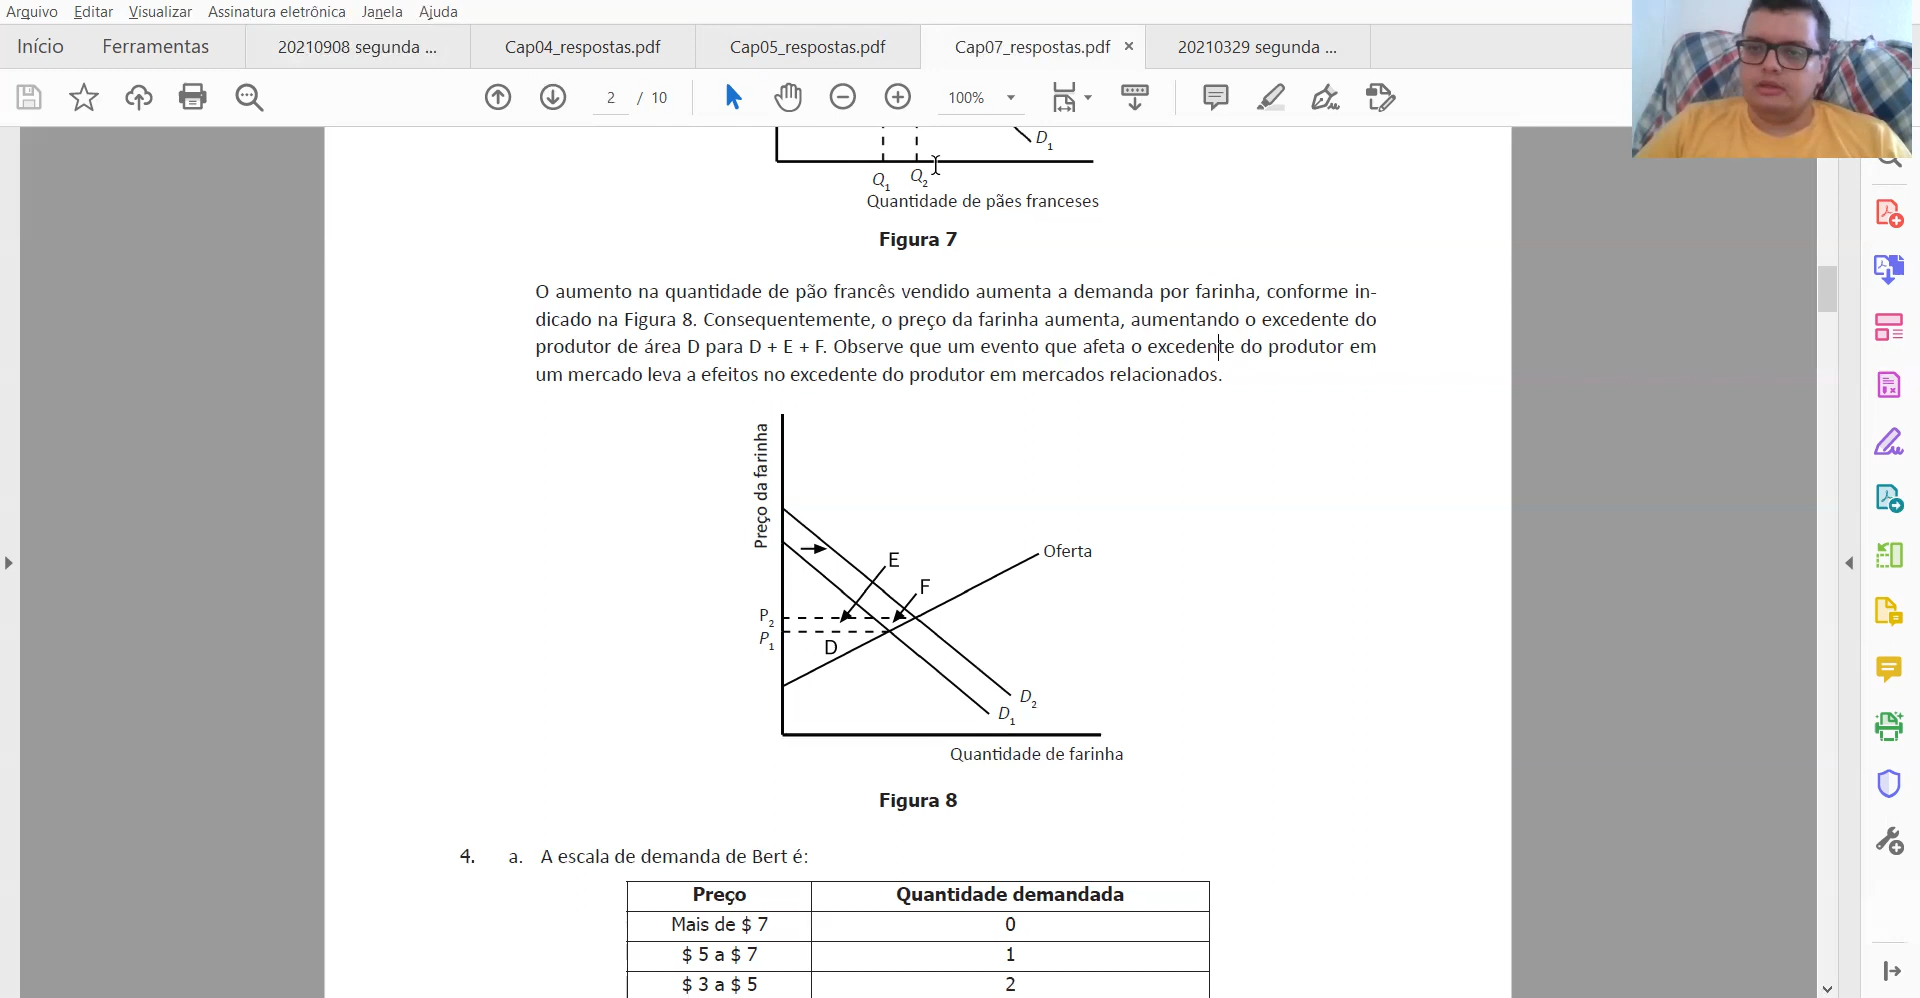 Arquivo Editar Visualizar Assinatura eletrônica Janela Ajuda
Início Ferramentas 20210908 segunda ... Cap04_respostas.pdf Cap05_respostas.pdf Cap07_respostas.pdf × 20210329 segunda ...
2 / 10 100%
D1
Q1 Q2
Quantidade de pães franceses
Figura 7
O aumento na quantidade de pão francês vendido aumenta a demanda por farinha, conforme in-
dicado na Figura 8. Consequentemente, o preço da farinha aumenta, aumentando o excedente do
produtor de área D para D + E + F. Observe que um evento que afeta o excedente do produtor em
um mercado leva a efeitos no excedente do produtor em mercados relacionados.
Preço da farinha
E
Oferta
F
P2
P1
D
D2
D1
Quantidade de farinha
Figura 8
4. a. A escala de demanda de Bert é:
Preço Quantidade demandada
Mais de $ 7 0
$ 5 a $ 7 1
$ 3 a $ 5 2